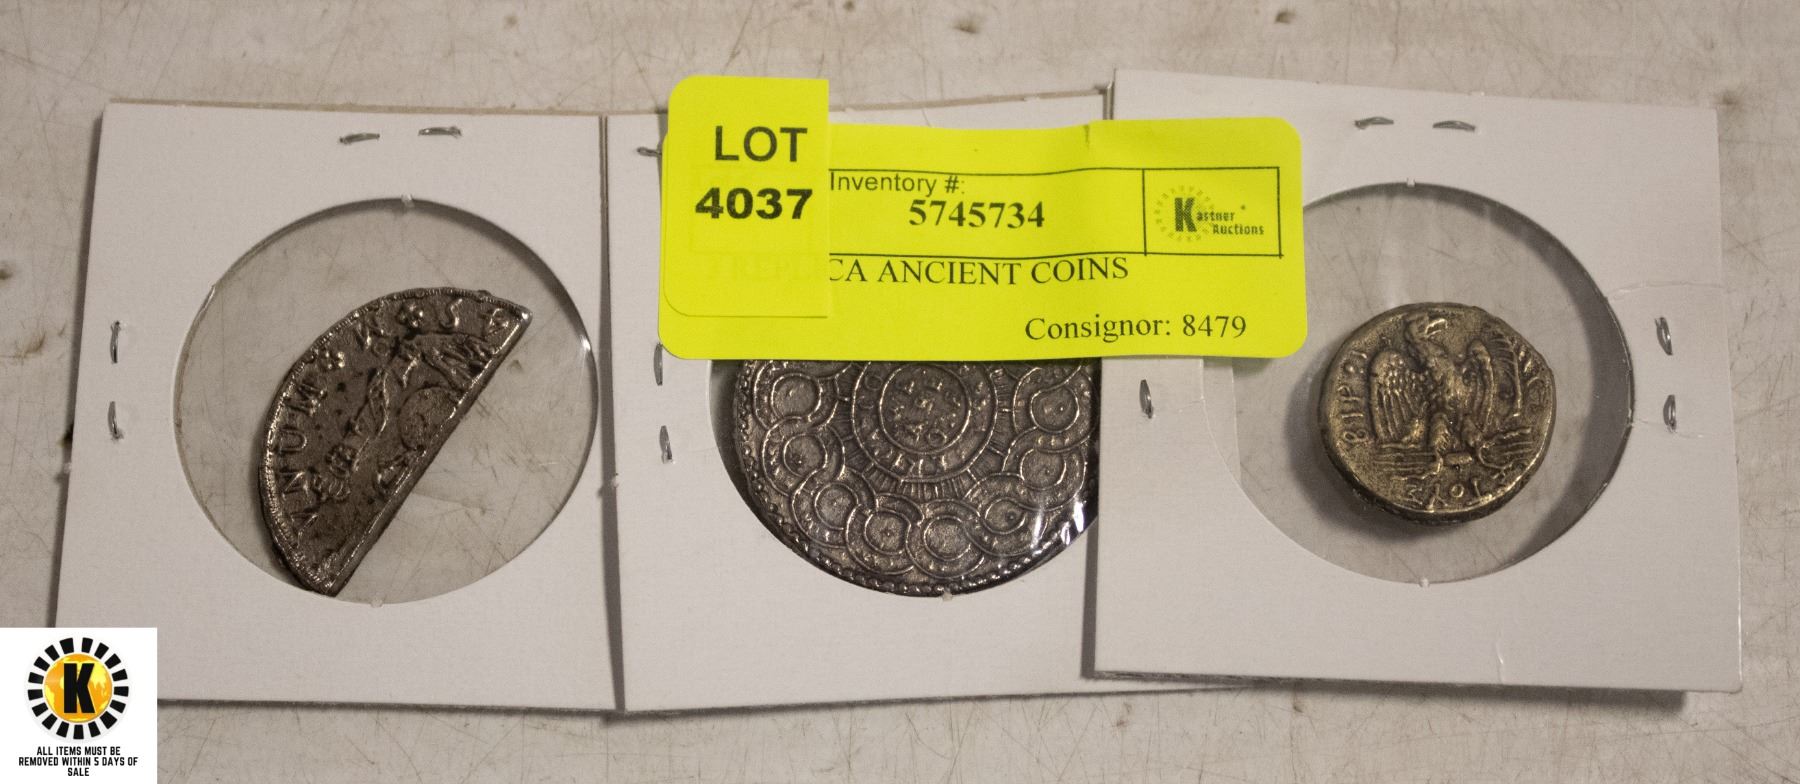 LOT
4037
Inventory #:
5745734
Kastner
Auctions
CA ANCIENT COINS
Consignor: 8479
K
ALL ITEMS MUST BE
REMOVED WITHIN 5 DAYS OF
SALE